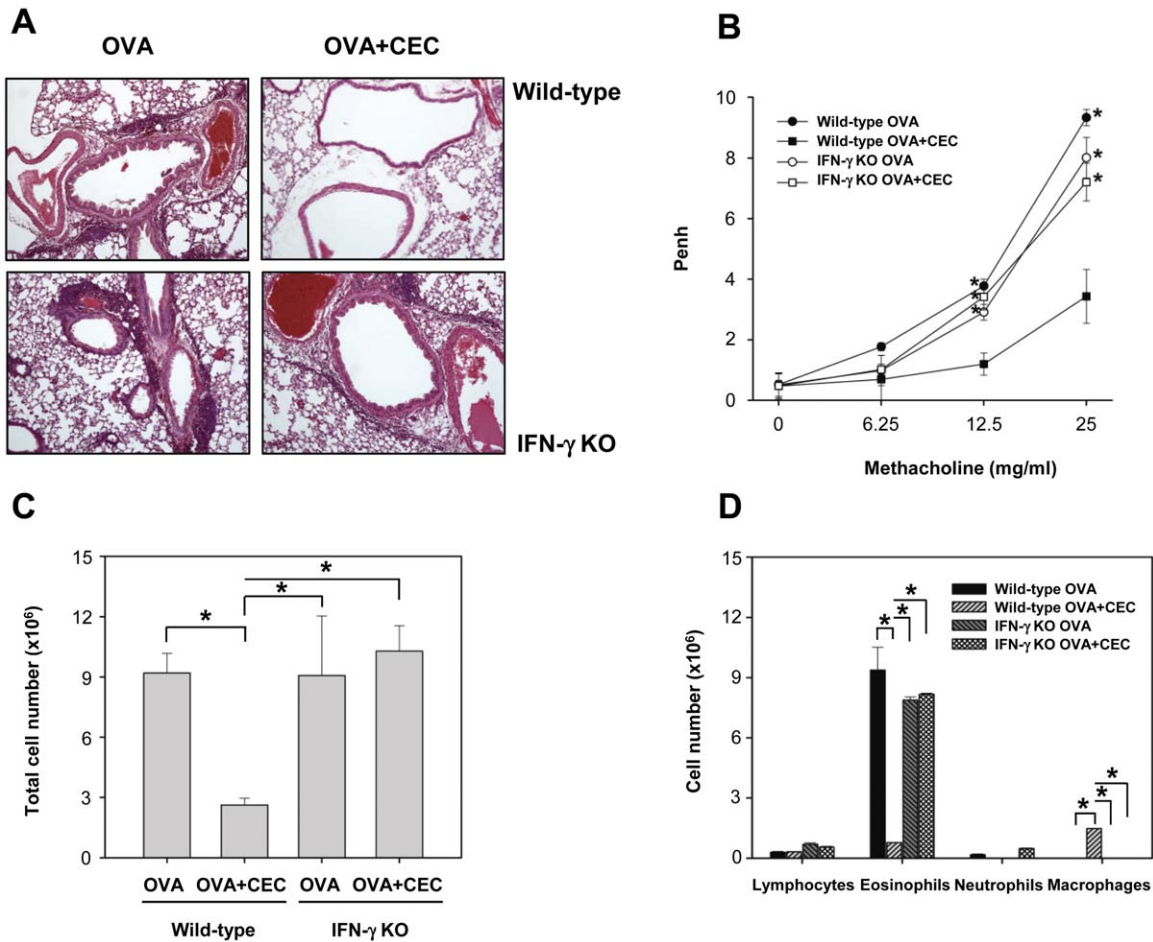 A
OVA
OVA+CEC
Wild-type
IFN-γ KO
B
Wild-type OVA
Wild-type OVA+CEC
IFN-γ KO OVA
IFN-γ KO OVA+CEC
Penh
10
8
6
4
2
0
*
*
*
*
*
*
0
6.25
12.5
25
Methacholine (mg/ml)
C
Total cell number (x10⁶)
15
12
9
6
3
0
*
*
*
OVA OVA+CEC OVA OVA+CEC
Wild-type IFN-γ KO
D
Cell number (x10⁶)
15
12
9
6
3
0
Wild-type OVA
Wild-type OVA+CEC
IFN-γ KO OVA
IFN-γ KO OVA+CEC
*
*
*
*
*
*
Lymphocytes Eosinophils Neutrophils Macrophages